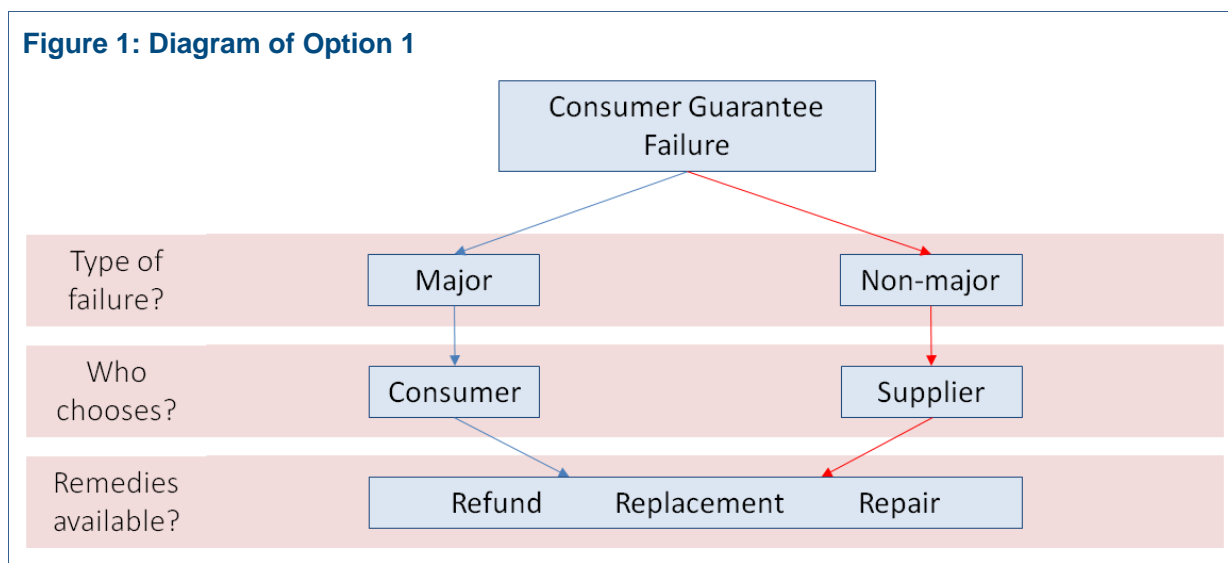 Figure 1: Diagram of Option 1
Consumer Guarantee
Failure
Type of
failure?
Major
Non-major
Who
chooses?
Consumer
Supplier
Remedies
available?
Refund Replacement Repair